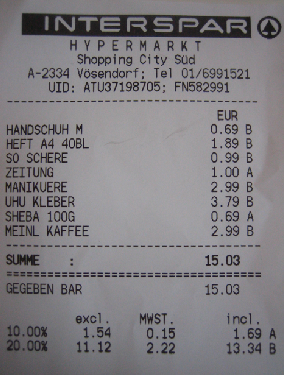 INTERSPAR
HYPERMARKT
Shopping City Süd
A-2334 Vösendorf; Tel 01/6991521
UID: ATU37198705; FN582991
EUR
HANDSCHUH M 0.69 B
HEFT A4 40BL 1.89 B
SO SCHERE 0.99 B
ZEITUNG 1.00 A
MANIKUERE 2.99 B
UHU KLEBER 3.79 B
SHEBA 100G 0.69 A
MEINL KAFFEE 2.99 B
SUMME : 15.03
GEGEBEN BAR 15.03
excl. MWST. incl.
10.00% 1.54 0.15 1.69 A
20.00% 11.12 2.22 13.34 B